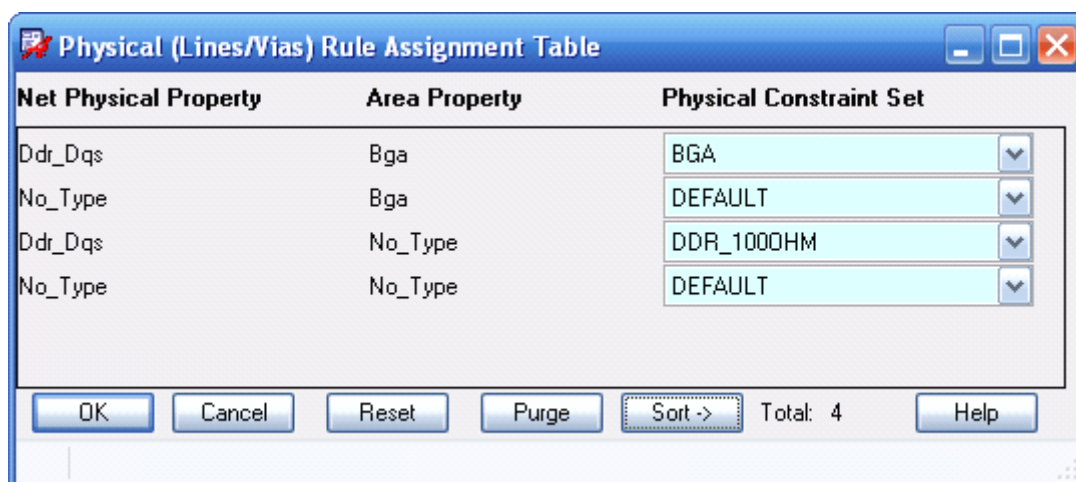 Physical (Lines/Vias) Rule Assignment Table
Net Physical Property Area Property Physical Constraint Set
Ddr_Dqs Bga BGA
No_Type Bga DEFAULT
Ddr_Dqs No_Type DDR_100OHM
No_Type No_Type DEFAULT
OK Cancel Reset Purge Sort -> Total: 4 Help